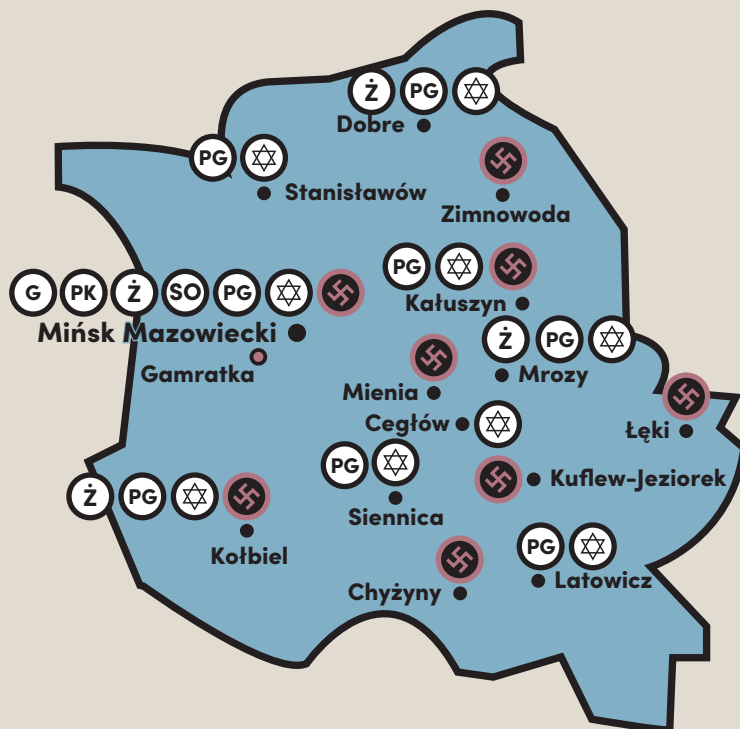 Ż PG
Dobre
PG
Stanisławów
Zimnowoda
G PK Ż SO PG
Mińsk Mazowiecki
PG
Kałuszyn
Gamratka
Ż PG
Mrozy
Mienia
Cegłów
Łęki
PG
Siennica
Kuflew-Jeziorek
Ż PG
Kołbiel
PG
Latowicz
Chyżyny